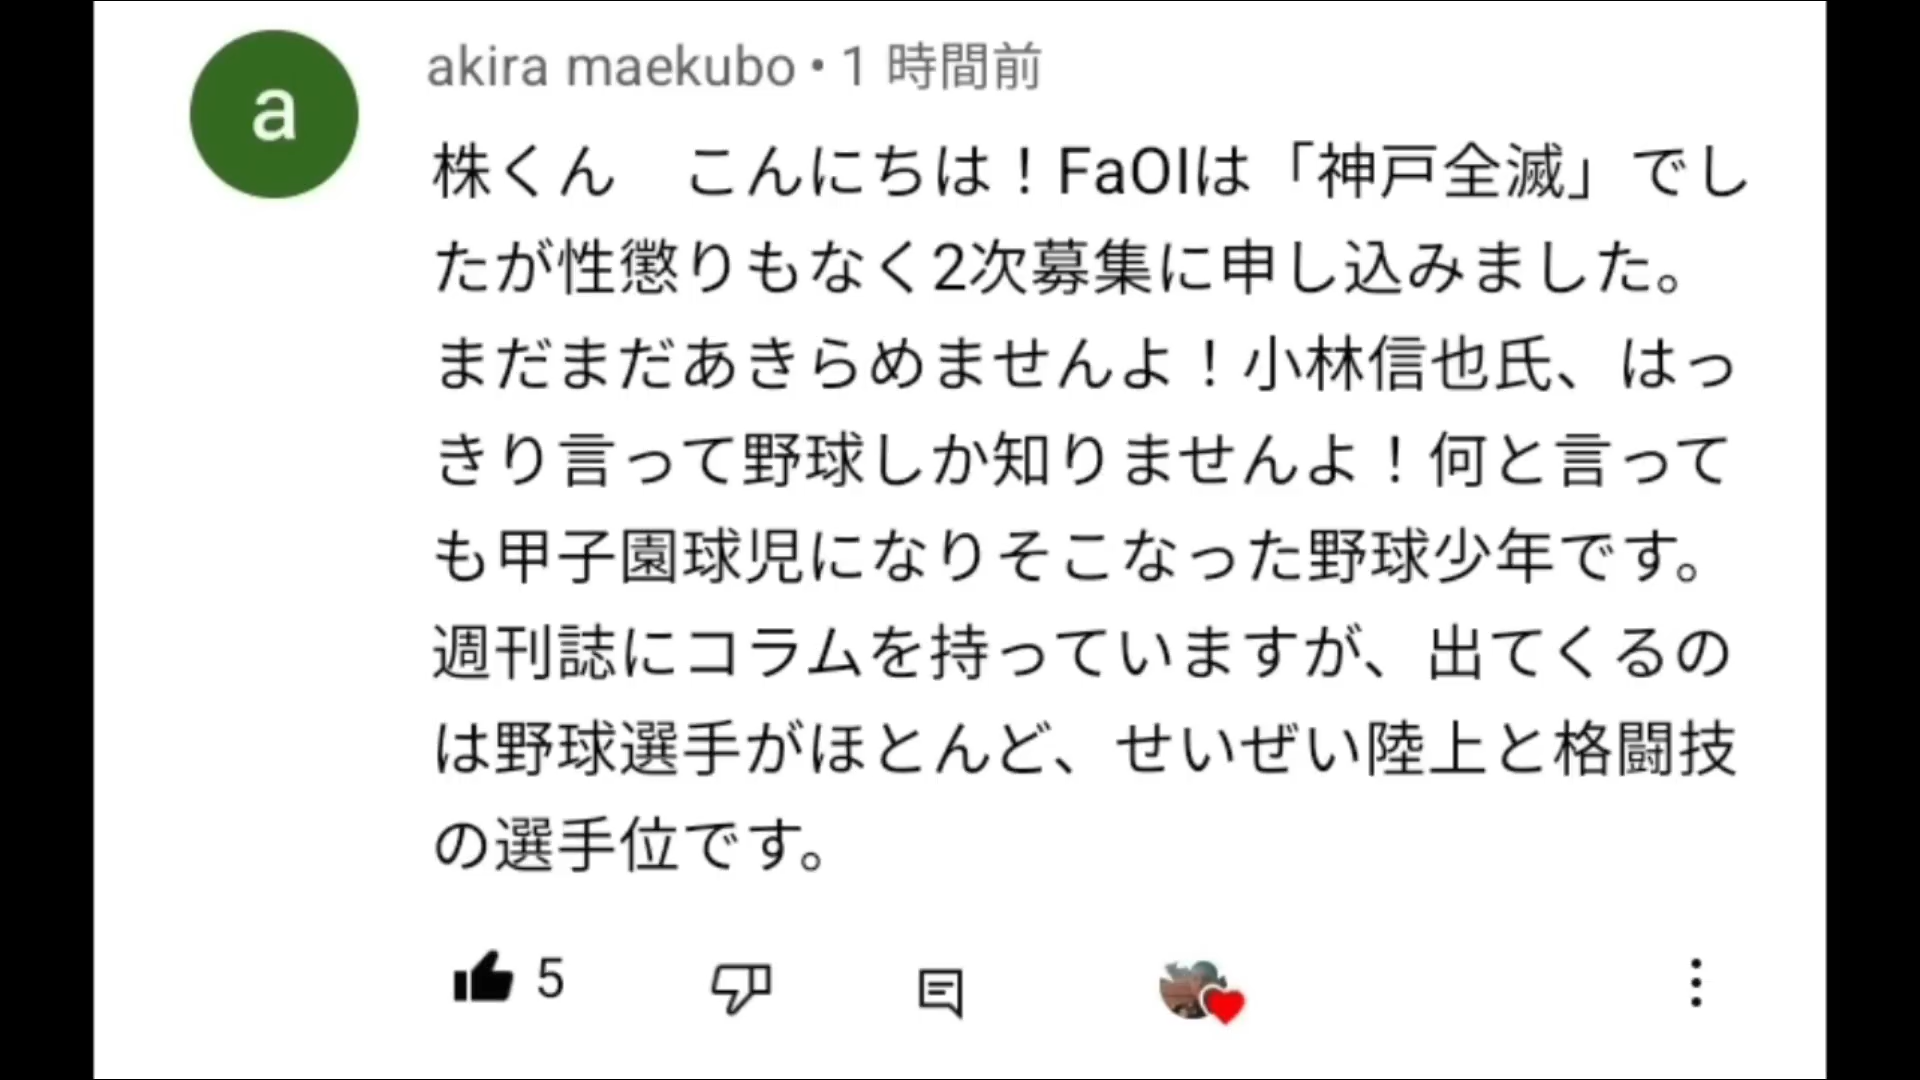 a
akira maekubo • 1 時間前
株くん　こんにちは！FaOIは「神戸全滅」でし
たが性懲りもなく2次募集に申し込みました。
まだまだあきらめませんよ！小林信也氏、はっ
きり言って野球しか知りませんよ！何と言って
も甲子園球児になりそこなった野球少年です。
週刊誌にコラムを持っていますが、出てくるの
は野球選手がほとんど、せいぜい陸上と格闘技
の選手位です。
5